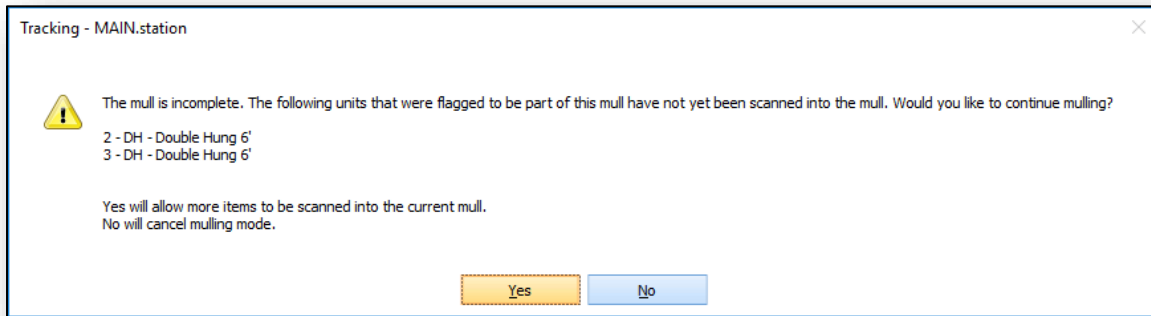 Tracking - MAIN.station
The mull is incomplete. The following units that were flagged to be part of this mull have not yet been scanned into the mull. Would you like to continue mulling?
2 - DH - Double Hung 6'
3 - DH - Double Hung 6'
Yes will allow more items to be scanned into the current mull.
No will cancel mulling mode.
Yes No